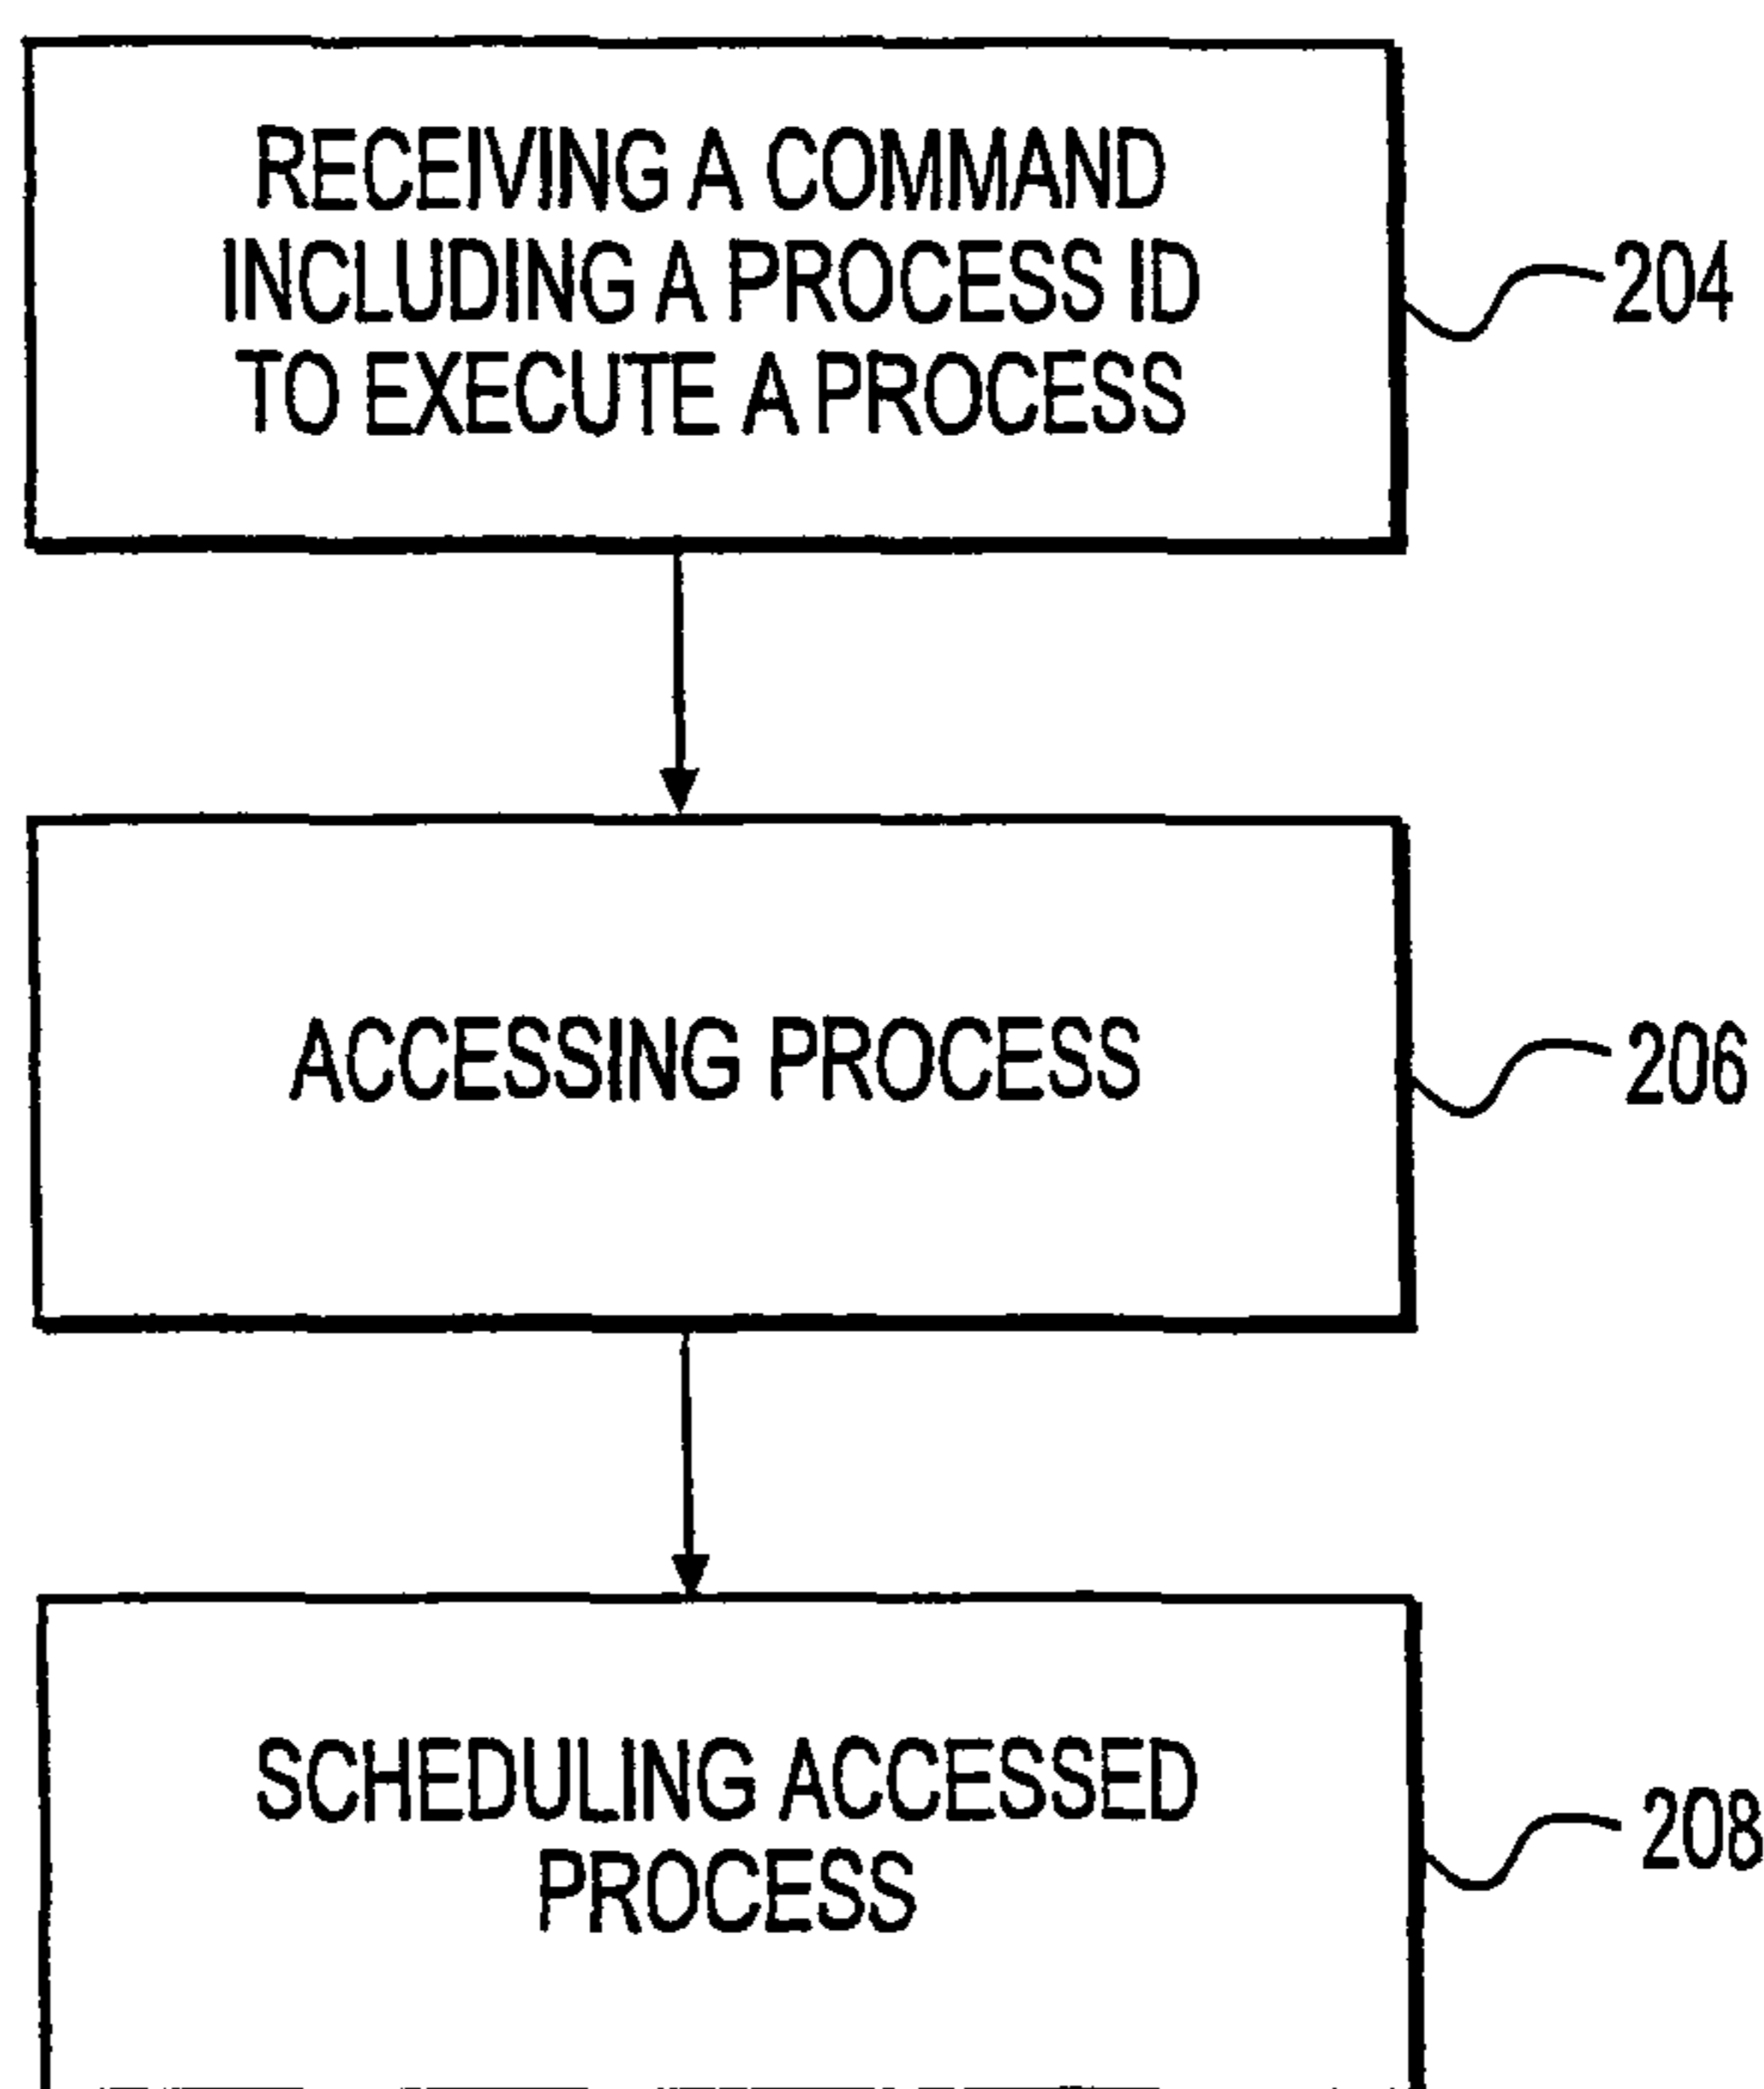 RECEIVING A COMMAND
INCLUDING A PROCESS ID
TO EXECUTE A PROCESS
204
ACCESSING PROCESS
206
SCHEDULING ACCESSED
PROCESS
208